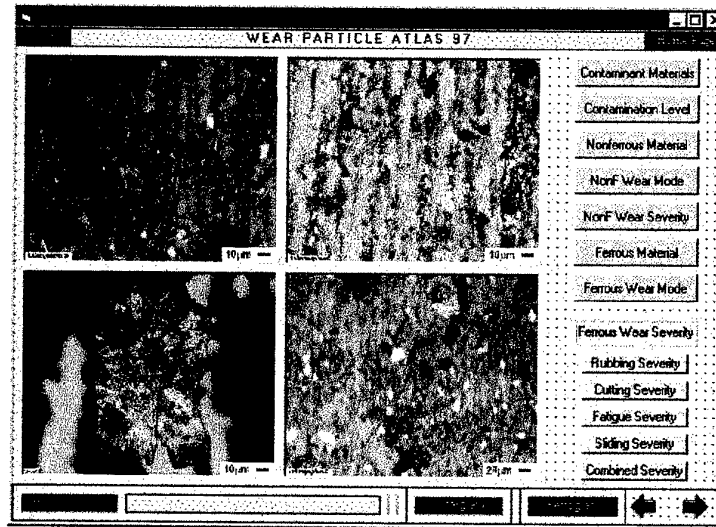 WEAR PARTICLE ATLAS 97
10µm
10µm
10µm
20µm
Contaminant Materials
Contamination Level
Nonferrous Material
NonF Wear Mode
NonF Wear Severity
Ferrous Material
Ferrous Wear Mode
Ferrous Wear Severity
Rubbing Severity
Cutting Severity
Fatigue Severity
Sliding Severity
Combined Severity